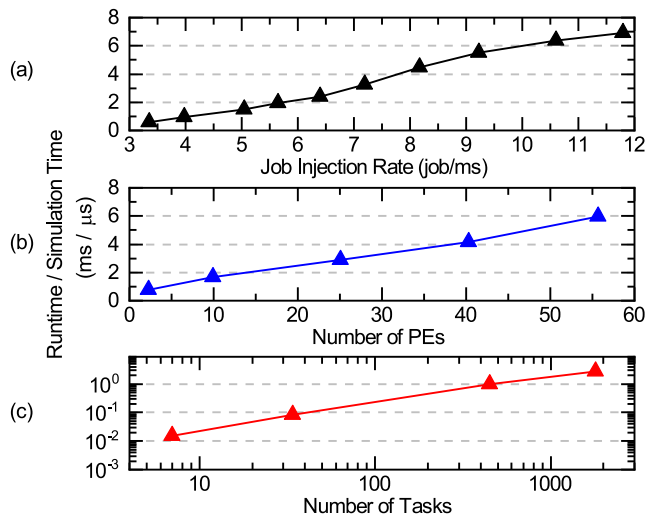 (a)
8
6
4
2
0
3 4 5 6 7 8 9 10 11 12
Job Injection Rate (job/ms)
Runtime / Simulation Time
(ms / μs)
(b)
8
6
4
2
0
0 10 20 30 40 50 60
Number of PEs
(c)
10^0
10^-1
10^-2
10^-3
10 100 1000
Number of Tasks